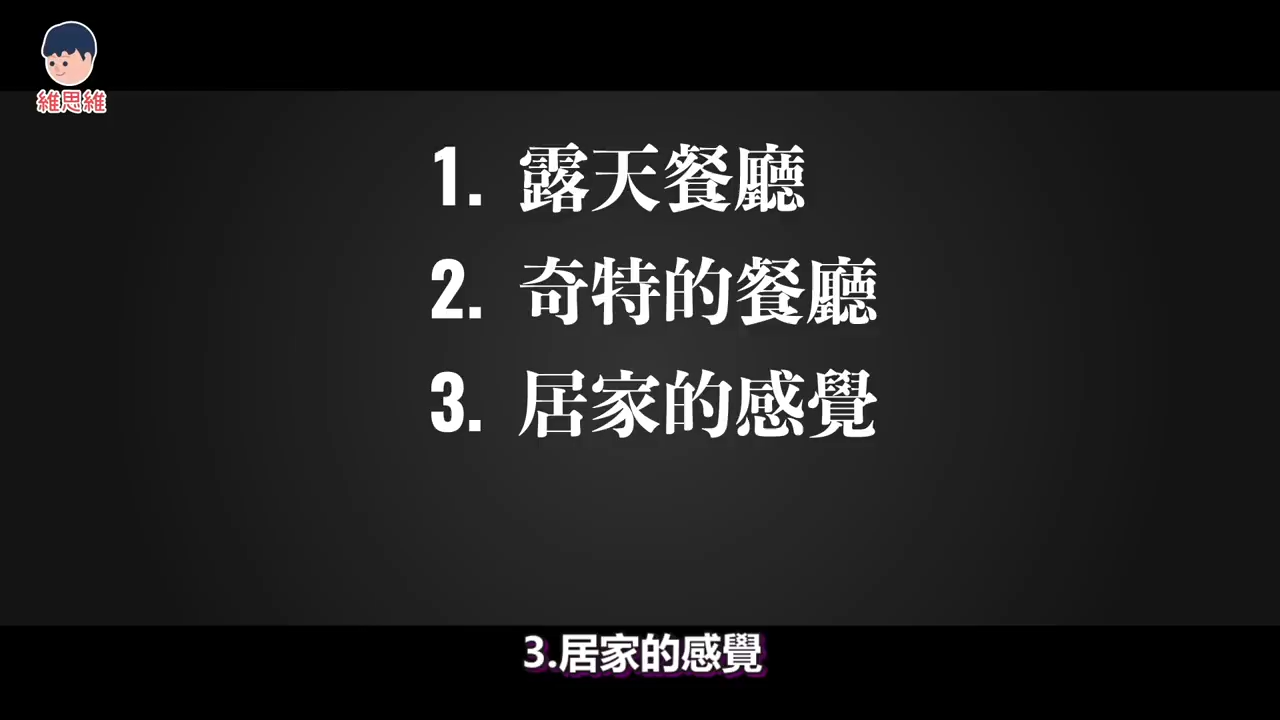 維思維
1. 露天餐廳
2. 奇特的餐廳
3. 居家的感覺
3.居家的感覺